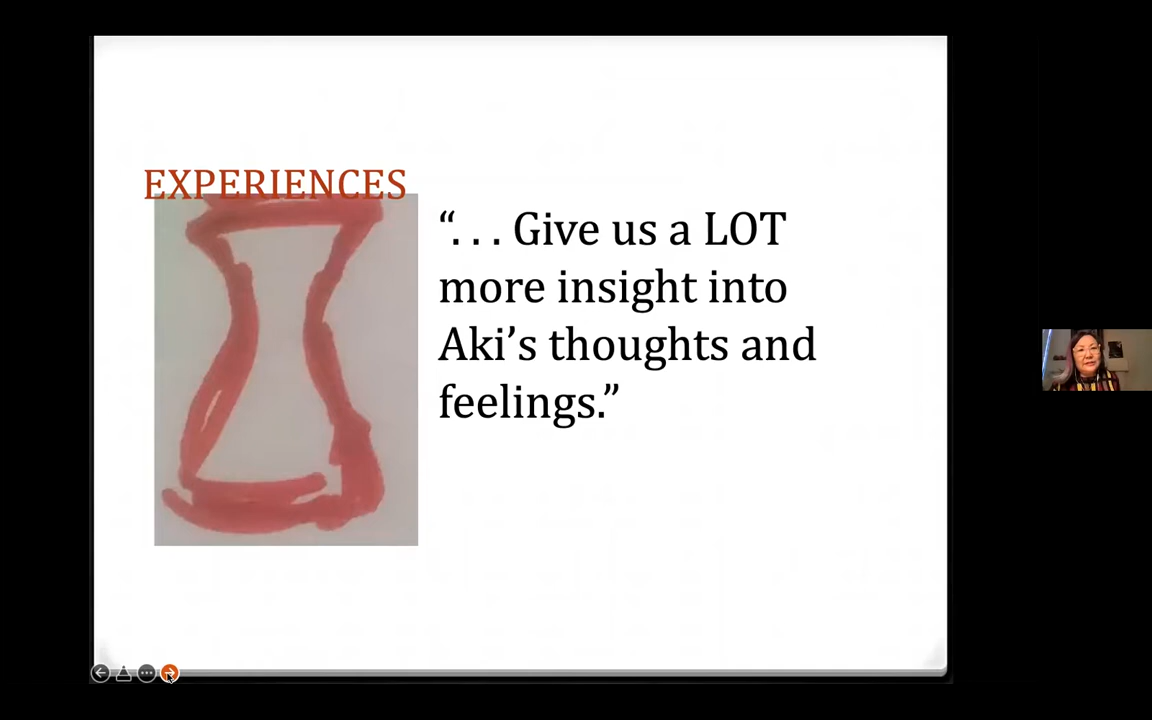 EXPERIENCES
“. . . Give us a LOT
more insight into
Aki’s thoughts and
feelings.”